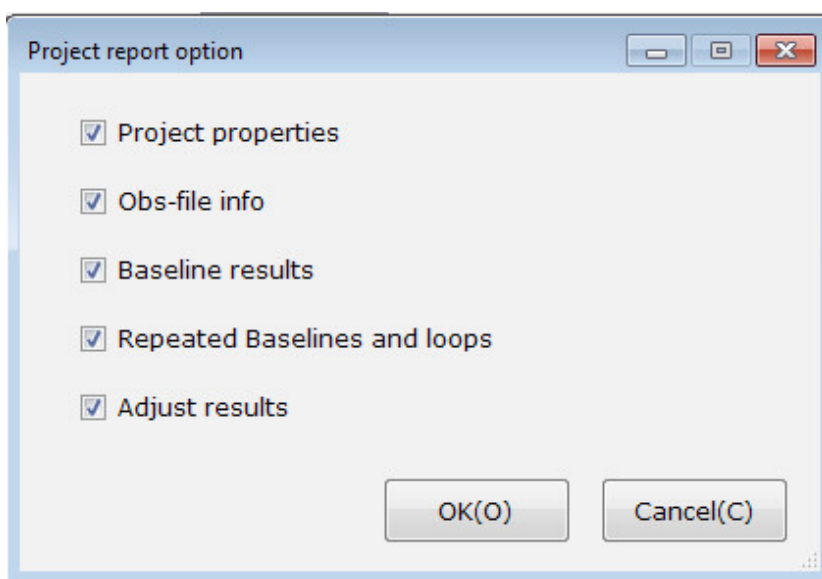 Project report option
Project properties
Obs-file info
Baseline results
Repeated Baselines and loops
Adjust results
OK(O) Cancel(C)